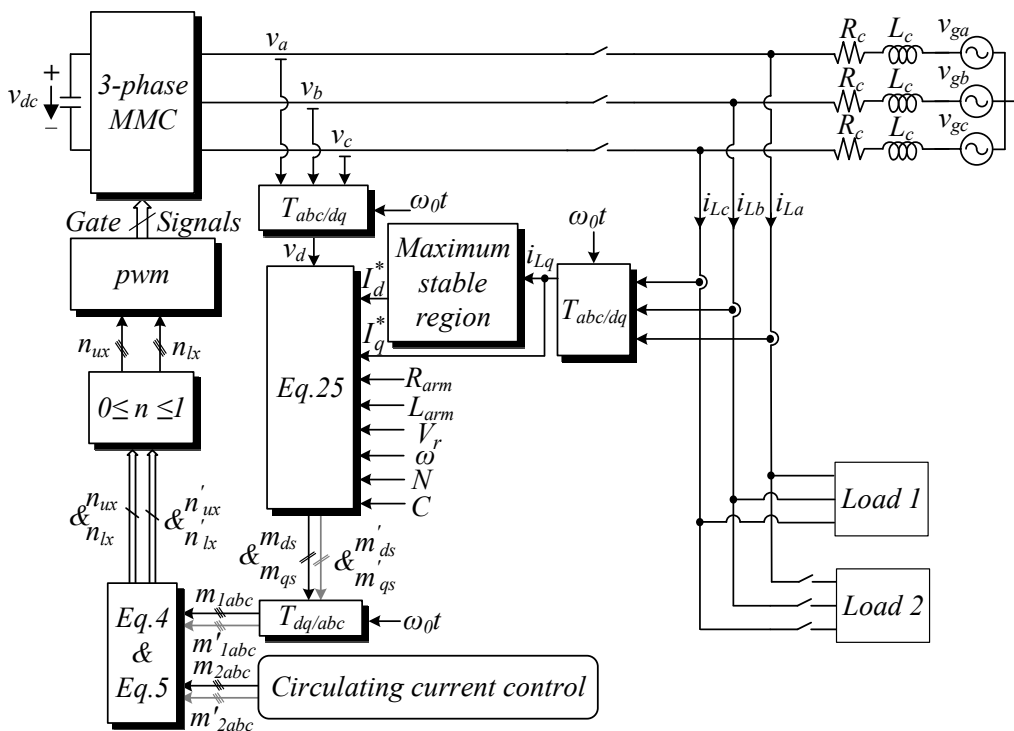 v_a
R_c
L_c
v_ga
v_dc
+
−
3-phase
MMC
v_b
R_c
L_c
v_gb
v_c
R_c
L_c
v_gc
Gate Signals
T_abc/dq
ω_0t
i_Lc
i_Lb
i_La
pwm
v_d
Maximum
stable
region
I_d^*
i_Lq
ω_0t
T_abc/dq
I_q^*
n_ux
n_lx
Eq.25
R_arm
L_arm
V_r
ω
N
C
0≤ n ≤1
Load 1
& n_ux
n_lx
& n'_ux
n'_lx
& m_ds
m_qs
& m'_ds
m'_qs
Load 2
Eq.4
&
Eq.5
m_1abc
m'_1abc
T_dq/abc
ω_0t
m_2abc
m'_2abc
Circulating current control